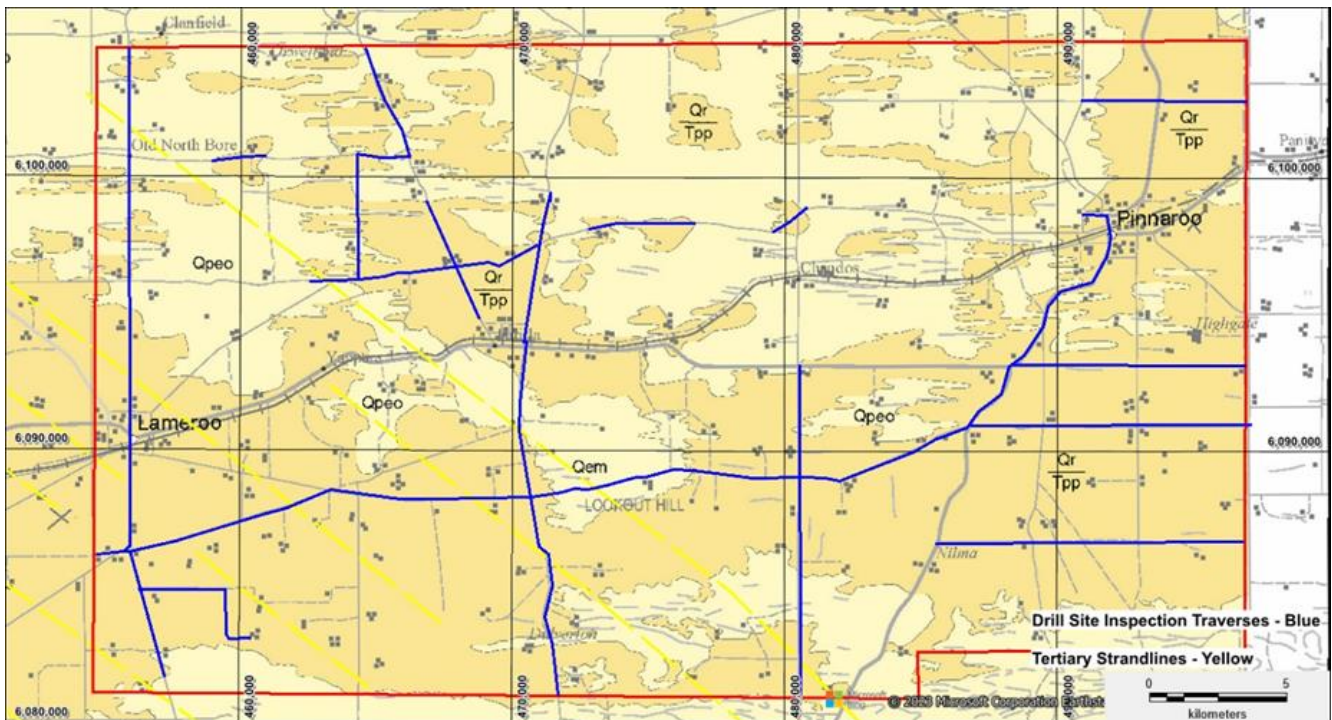 Clanfield
460,000
470,000
480,000
490,000
Qr
Tpp
Qr
Tpp
Old North Bore
6,100,000
6,100,000
Pinnaroo
Qpeo
Qr
Tpp
Qpeo
Lameroo
Qpeo
6,090,000
6,090,000
Qem
Qr
Tpp
LOOKOUT HILL
Nilma
Drill Site Inspection Traverses - Blue
Tertiary Strandlines - Yellow
6,080,000
460,000
470,000
480,000
490,000
© 2023 Microsoft Corporation
0 5
kilometers